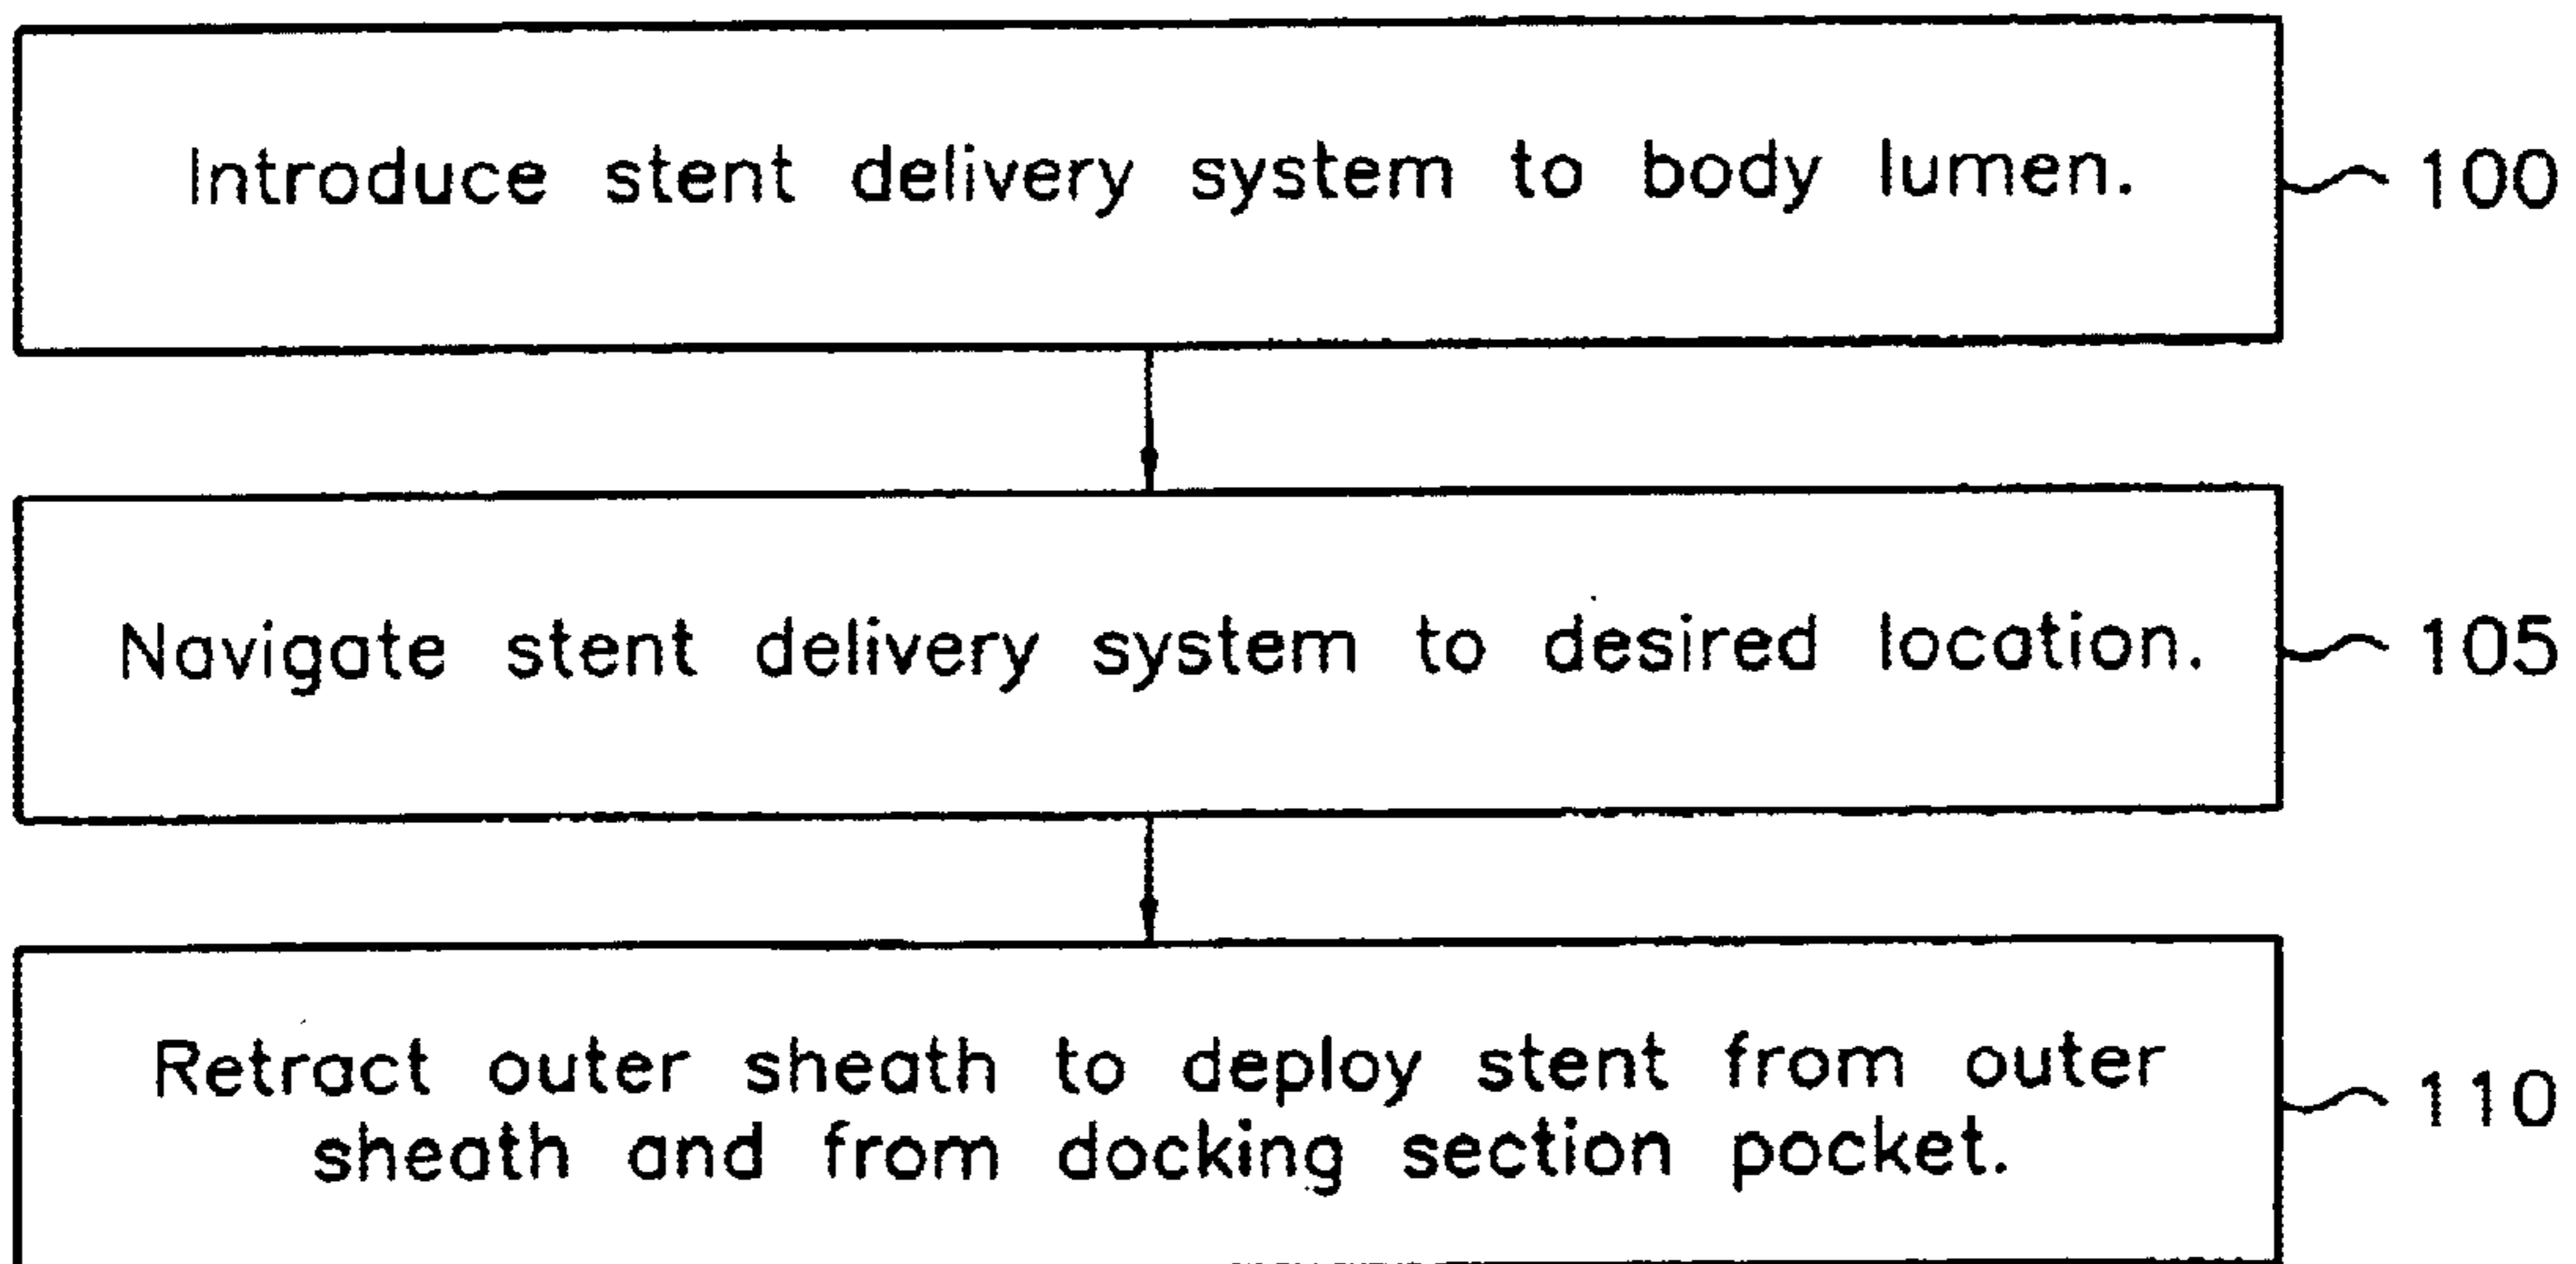 Introduce stent delivery system to body lumen.
100
Navigate stent delivery system to desired location.
105
Retract outer sheath to deploy stent from outer
sheath and from docking section pocket.
110